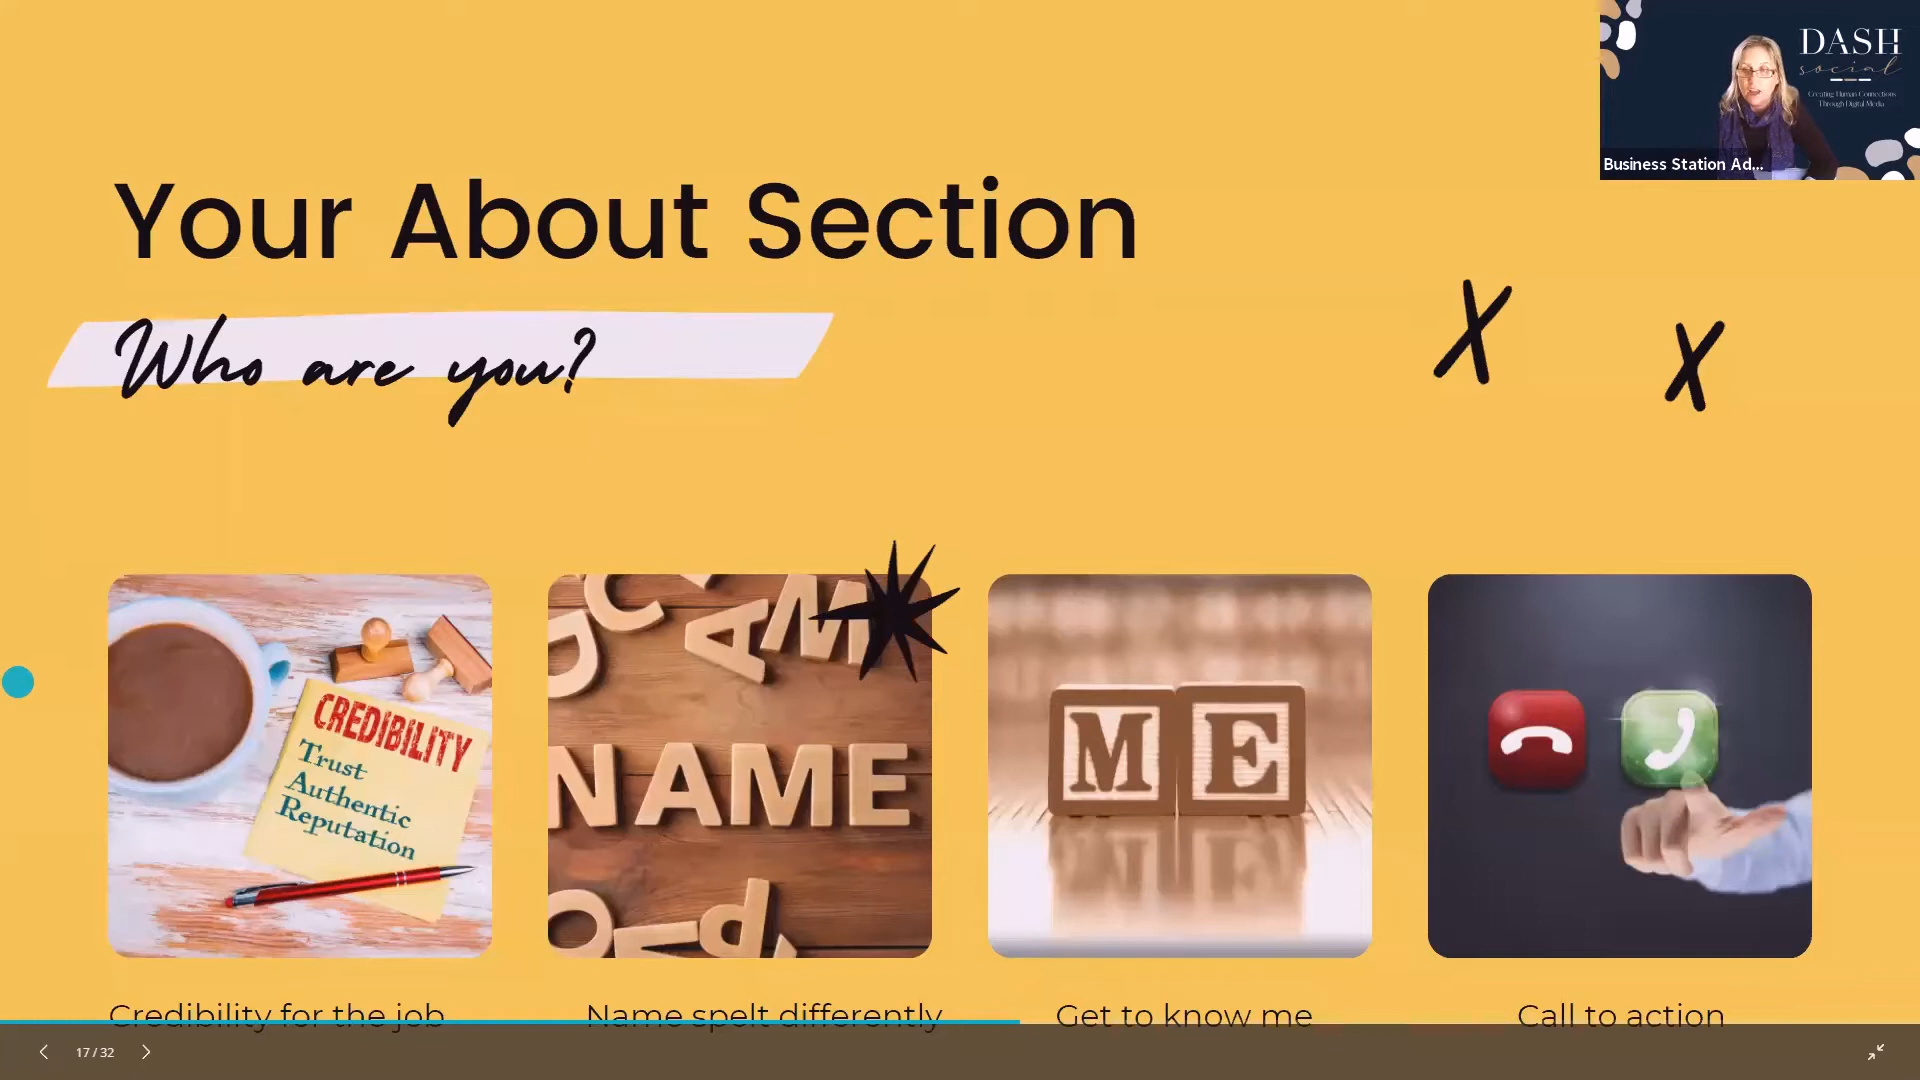 DASH
social
Creating Human Connections
Through Digital Media
Business Station Ad...
Your About Section
Who are you?
X X
CREDIBILITY
Trust
Authentic
Reputation
AM
NAME
ME
Credibility for the job
Name spelt differently
Get to know me
Call to action
17 / 32